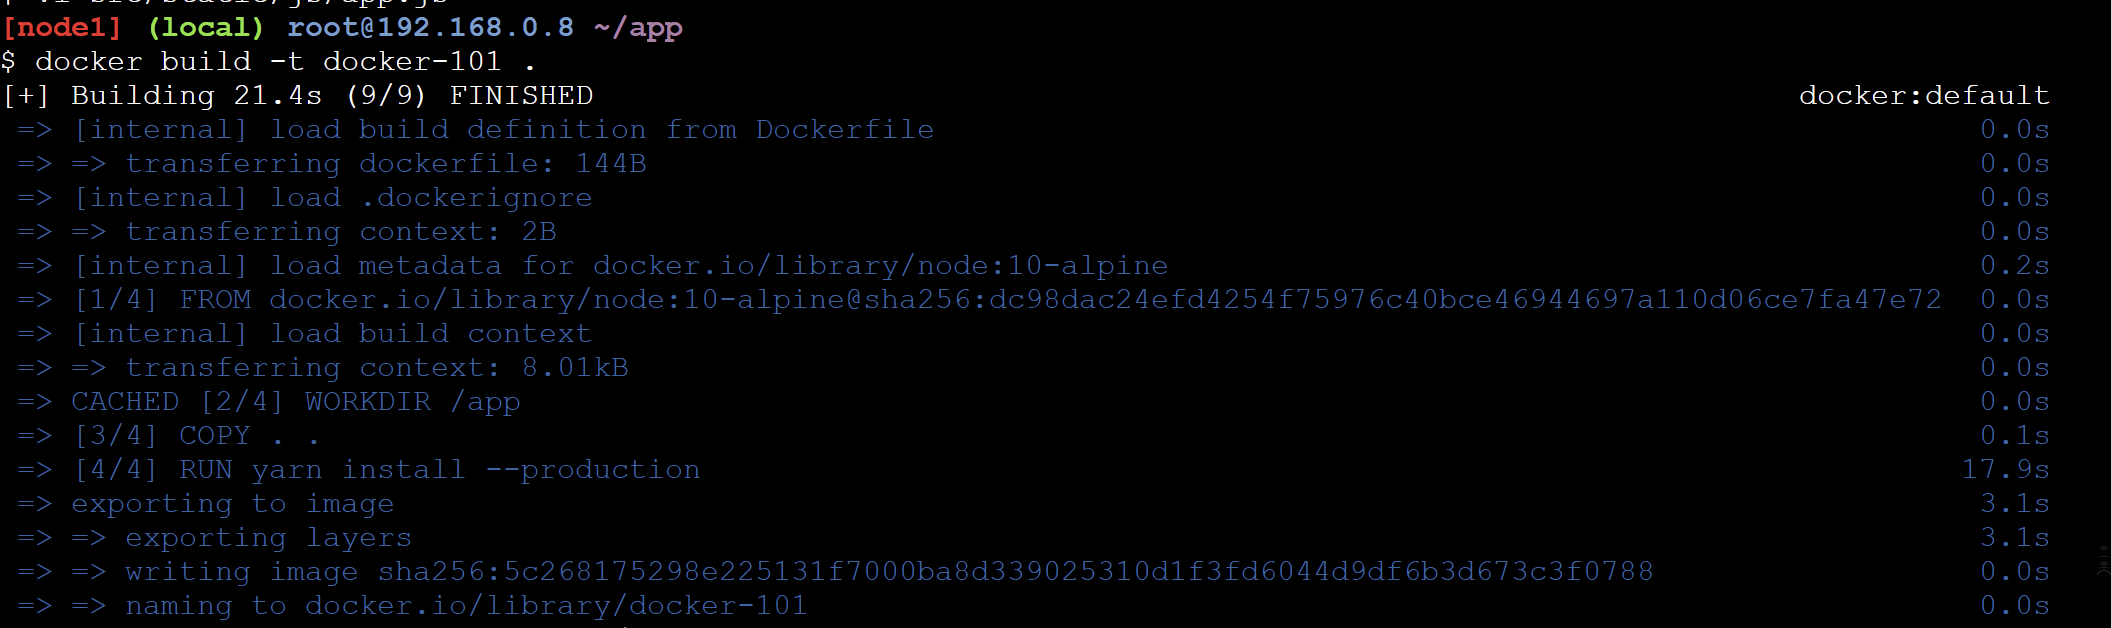 [node1] (local) root@192.168.0.8 ~/app
$ docker build -t docker-101 .
[+] Building 21.4s (9/9) FINISHED docker:default
=> [internal] load build definition from Dockerfile 0.0s
=> => transferring dockerfile: 144B 0.0s
=> [internal] load .dockerignore 0.0s
=> => transferring context: 2B 0.0s
=> [internal] load metadata for docker.io/library/node:10-alpine 0.2s
=> [1/4] FROM docker.io/library/node:10-alpine@sha256:dc98dac24efd4254f75976c40bce46944697a110d06ce7fa47e72 0.0s
=> [internal] load build context 0.0s
=> => transferring context: 8.01kB 0.0s
=> CACHED [2/4] WORKDIR /app 0.0s
=> [3/4] COPY . . 0.1s
=> [4/4] RUN yarn install --production 17.9s
=> exporting to image 3.1s
=> => exporting layers 3.1s
=> => writing image sha256:5c268175298e225131f7000ba8d339025310d1f3fd6044d9df6b3d673c3f0788 0.0s
=> => naming to docker.io/library/docker-101 0.0s